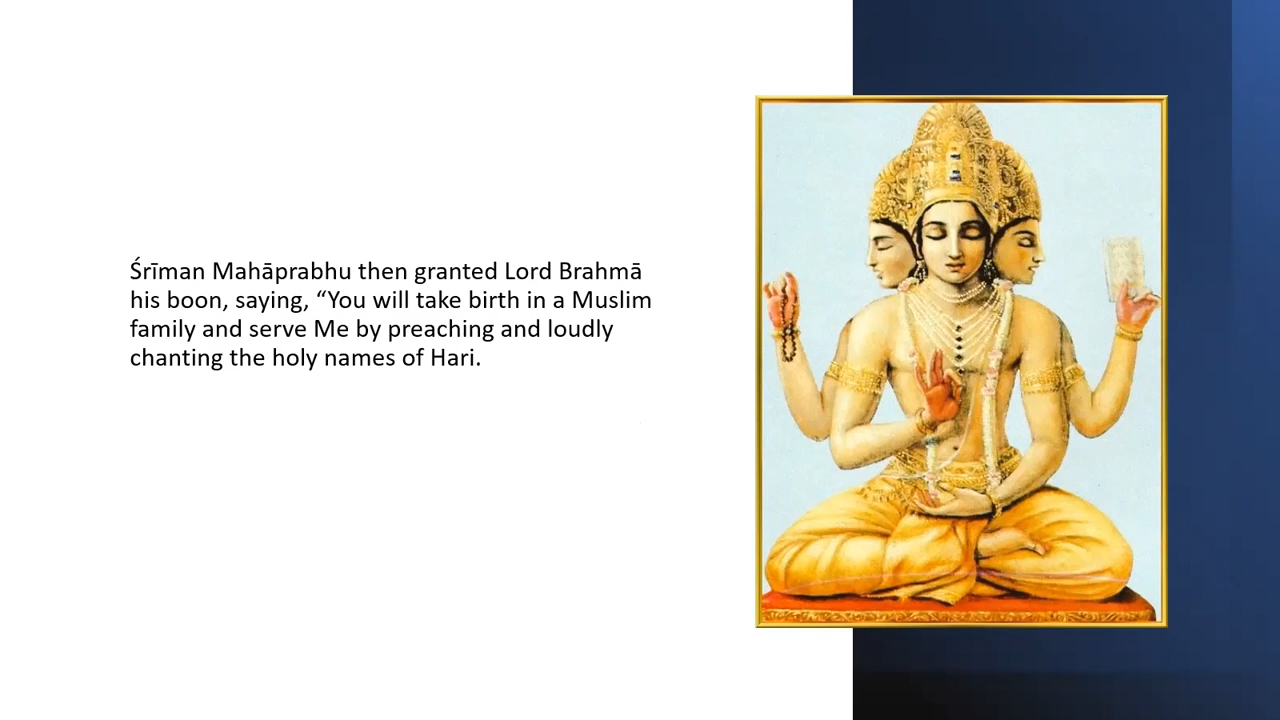 Śrīman Mahāprabhu then granted Lord Brahmā
his boon, saying, “You will take birth in a Muslim
family and serve Me by preaching and loudly
chanting the holy names of Hari.